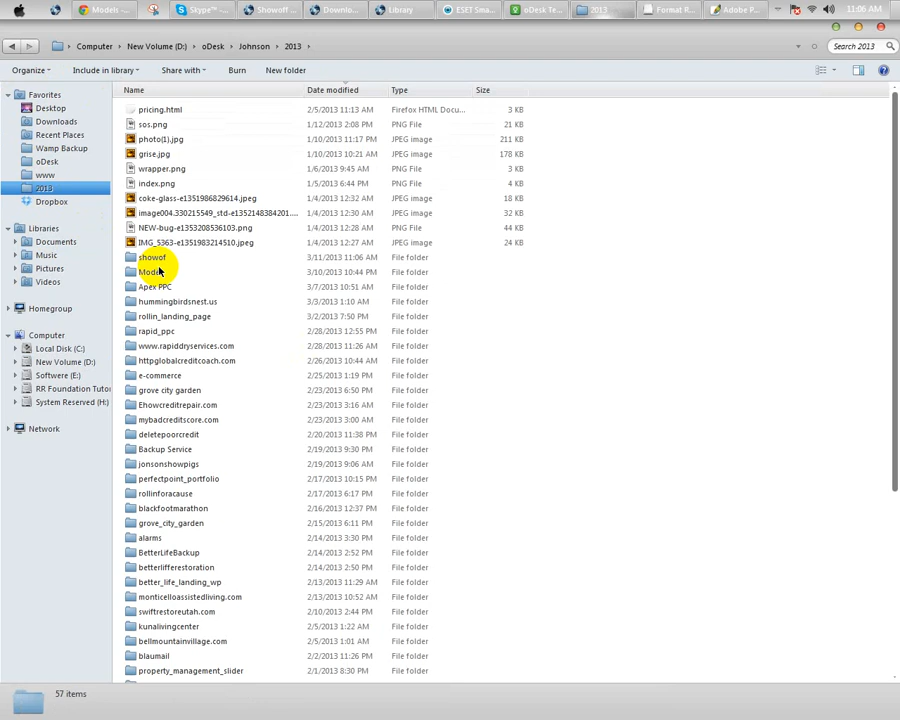 Models -...
Skype™ -...
Showoff ...
Downloa...
Library
ESET Sma...
oDesk Te...
2013
Format R...
Adobe P...
11:06 AM
Computer ▸ New Volume (D:) ▸ oDesk ▸ Johnson ▸ 2013 ▸
Search 2013
Organize
Include in library
Share with
Burn
New folder
Name
Date modified
Type
Size
Favorites
Desktop
Downloads
Recent Places
Wamp Backup
oDesk
www
2013
Dropbox
Libraries
Documents
Music
Pictures
Videos
Homegroup
Computer
Local Disk (C:)
New Volume (D:)
Softwere (E:)
RR Foundation Tutor
System Reserved (H:)
Network
pricing.html 2/5/2013 11:13 AM Firefox HTML Docu... 3 KB
sos.png 1/12/2013 2:08 PM PNG File 21 KB
photo(1).jpg 1/10/2013 11:17 PM JPEG image 211 KB
grise.jpg 1/10/2013 10:21 AM JPEG image 178 KB
wrapper.png 1/6/2013 9:45 AM PNG File 3 KB
index.png 1/5/2013 6:44 PM PNG File 4 KB
coke-glass-e1351986829614.jpeg 1/4/2013 12:32 AM JPEG image 18 KB
image004.330215549_std-e1352148384201.... 1/4/2013 12:32 AM JPEG image 32 KB
NEW-bug-e1353208536103.png 1/4/2013 12:28 AM PNG File 44 KB
IMG_5363-e1351983214510.jpeg 1/4/2013 12:27 AM JPEG image 24 KB
showof 3/11/2013 11:06 AM File folder
Mode 3/10/2013 10:44 PM File folder
Apex PPC 3/7/2013 10:51 AM File folder
hummingbirdsnest.us 3/3/2013 1:10 AM File folder
rollin_landing_page 3/2/2013 7:50 PM File folder
rapid_ppc 2/28/2013 12:55 PM File folder
www.rapiddryservices.com 2/28/2013 11:26 AM File folder
httpglobalcreditcoach.com 2/26/2013 10:44 AM File folder
e-commerce 2/25/2013 1:19 PM File folder
grove city garden 2/23/2013 6:50 PM File folder
Ehowcreditrepair.com 2/23/2013 3:16 AM File folder
mybadcreditscore.com 2/23/2013 3:00 AM File folder
deletepoorcredit 2/20/2013 11:38 PM File folder
Backup Service 2/19/2013 9:30 PM File folder
jonsonshowpigs 2/19/2013 9:06 AM File folder
perfectpoint_portfolio 2/17/2013 10:15 PM File folder
rollinforacause 2/17/2013 6:17 PM File folder
blackfootmarathon 2/16/2013 12:37 PM File folder
grove_city_garden 2/15/2013 6:11 PM File folder
alarms 2/14/2013 3:30 PM File folder
BetterLifeBackup 2/14/2013 2:52 PM File folder
betterlifferestoration 2/14/2013 2:50 PM File folder
better_life_landing_wp 2/13/2013 11:29 AM File folder
monticelloassistedliving.com 2/13/2013 10:52 AM File folder
swiftrestoreutah.com 2/10/2013 2:44 PM File folder
kunalivingcenter 2/5/2013 1:22 AM File folder
bellmountainvillage.com 2/5/2013 1:01 AM File folder
blaumail 2/2/2013 11:26 PM File folder
property_management_slider 2/1/2013 8:30 PM File folder
57 items